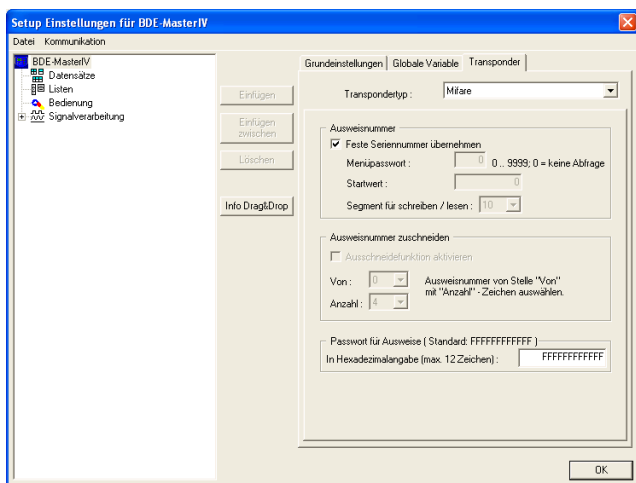 Setup Einstellungen für BDE-MasterIV
Datei Kommunikation
BDE-MasterIV
Datensätze
Listen
Bedienung
Signalverarbeitung
Einfügen
Einfügen
zwischen
Löschen
Info Drag&Drop
Grundeinstellungen Globale Variable Transponder
Transpondertyp : Mifare
Ausweisnummer
Feste Seriennummer übernehmen
Menüpasswort : 0 0 .. 9999; 0 = keine Abfrage
Startwert : 0
Segment für schreiben / lesen : 10
Ausweisnummer zuschneiden
Ausschneidefunktion aktivieren
Von : 0 Ausweisnummer von Stelle "Von"
mit "Anzahl" - Zeichen auswählen.
Anzahl : 4
Passwort für Ausweise ( Standard: FFFFFFFFFFFF )
In Hexadezimalangabe (max. 12 Zeichen) : FFFFFFFFFFFF
OK